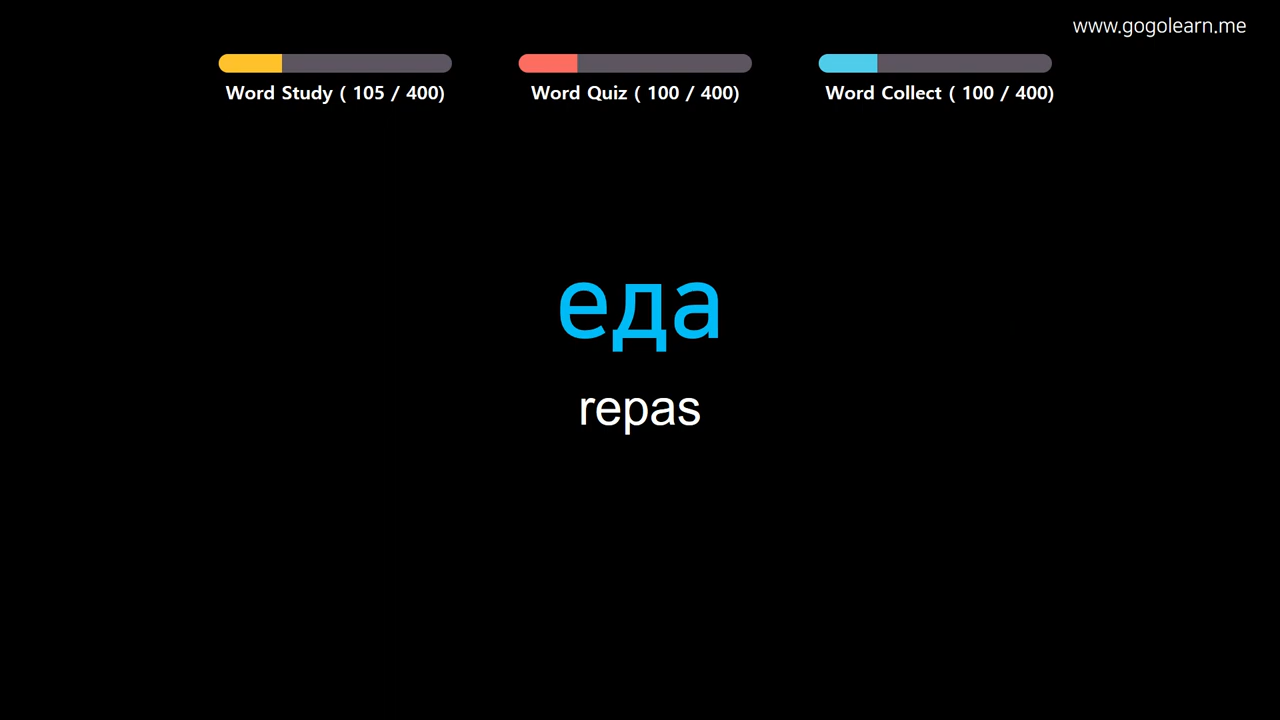 www.gogolearn.me
Word Study ( 105 / 400)
Word Quiz ( 100 / 400)
Word Collect ( 100 / 400)
еда
repas